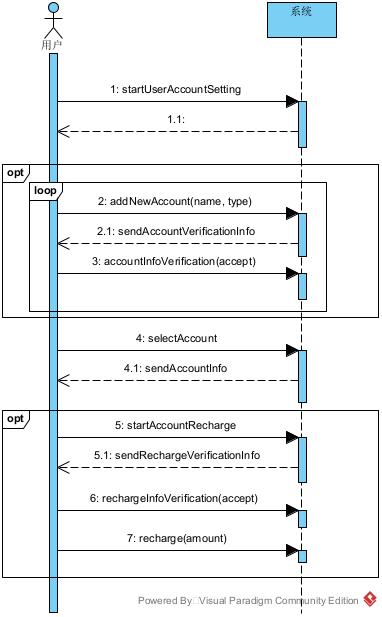 用户
系统
1: startUserAccountSetting
1.1:
opt
loop
2: addNewAccount(name, type)
2.1: sendAccountVerificationInfo
3: accountInfoVerification(accept)
4: selectAccount
4.1: sendAccountInfo
opt
5: startAccountRecharge
5.1: sendRechargeVerificationInfo
6: rechargeInfoVerification(accept)
7: recharge(amount)
Powered By Visual Paradigm Community Edition